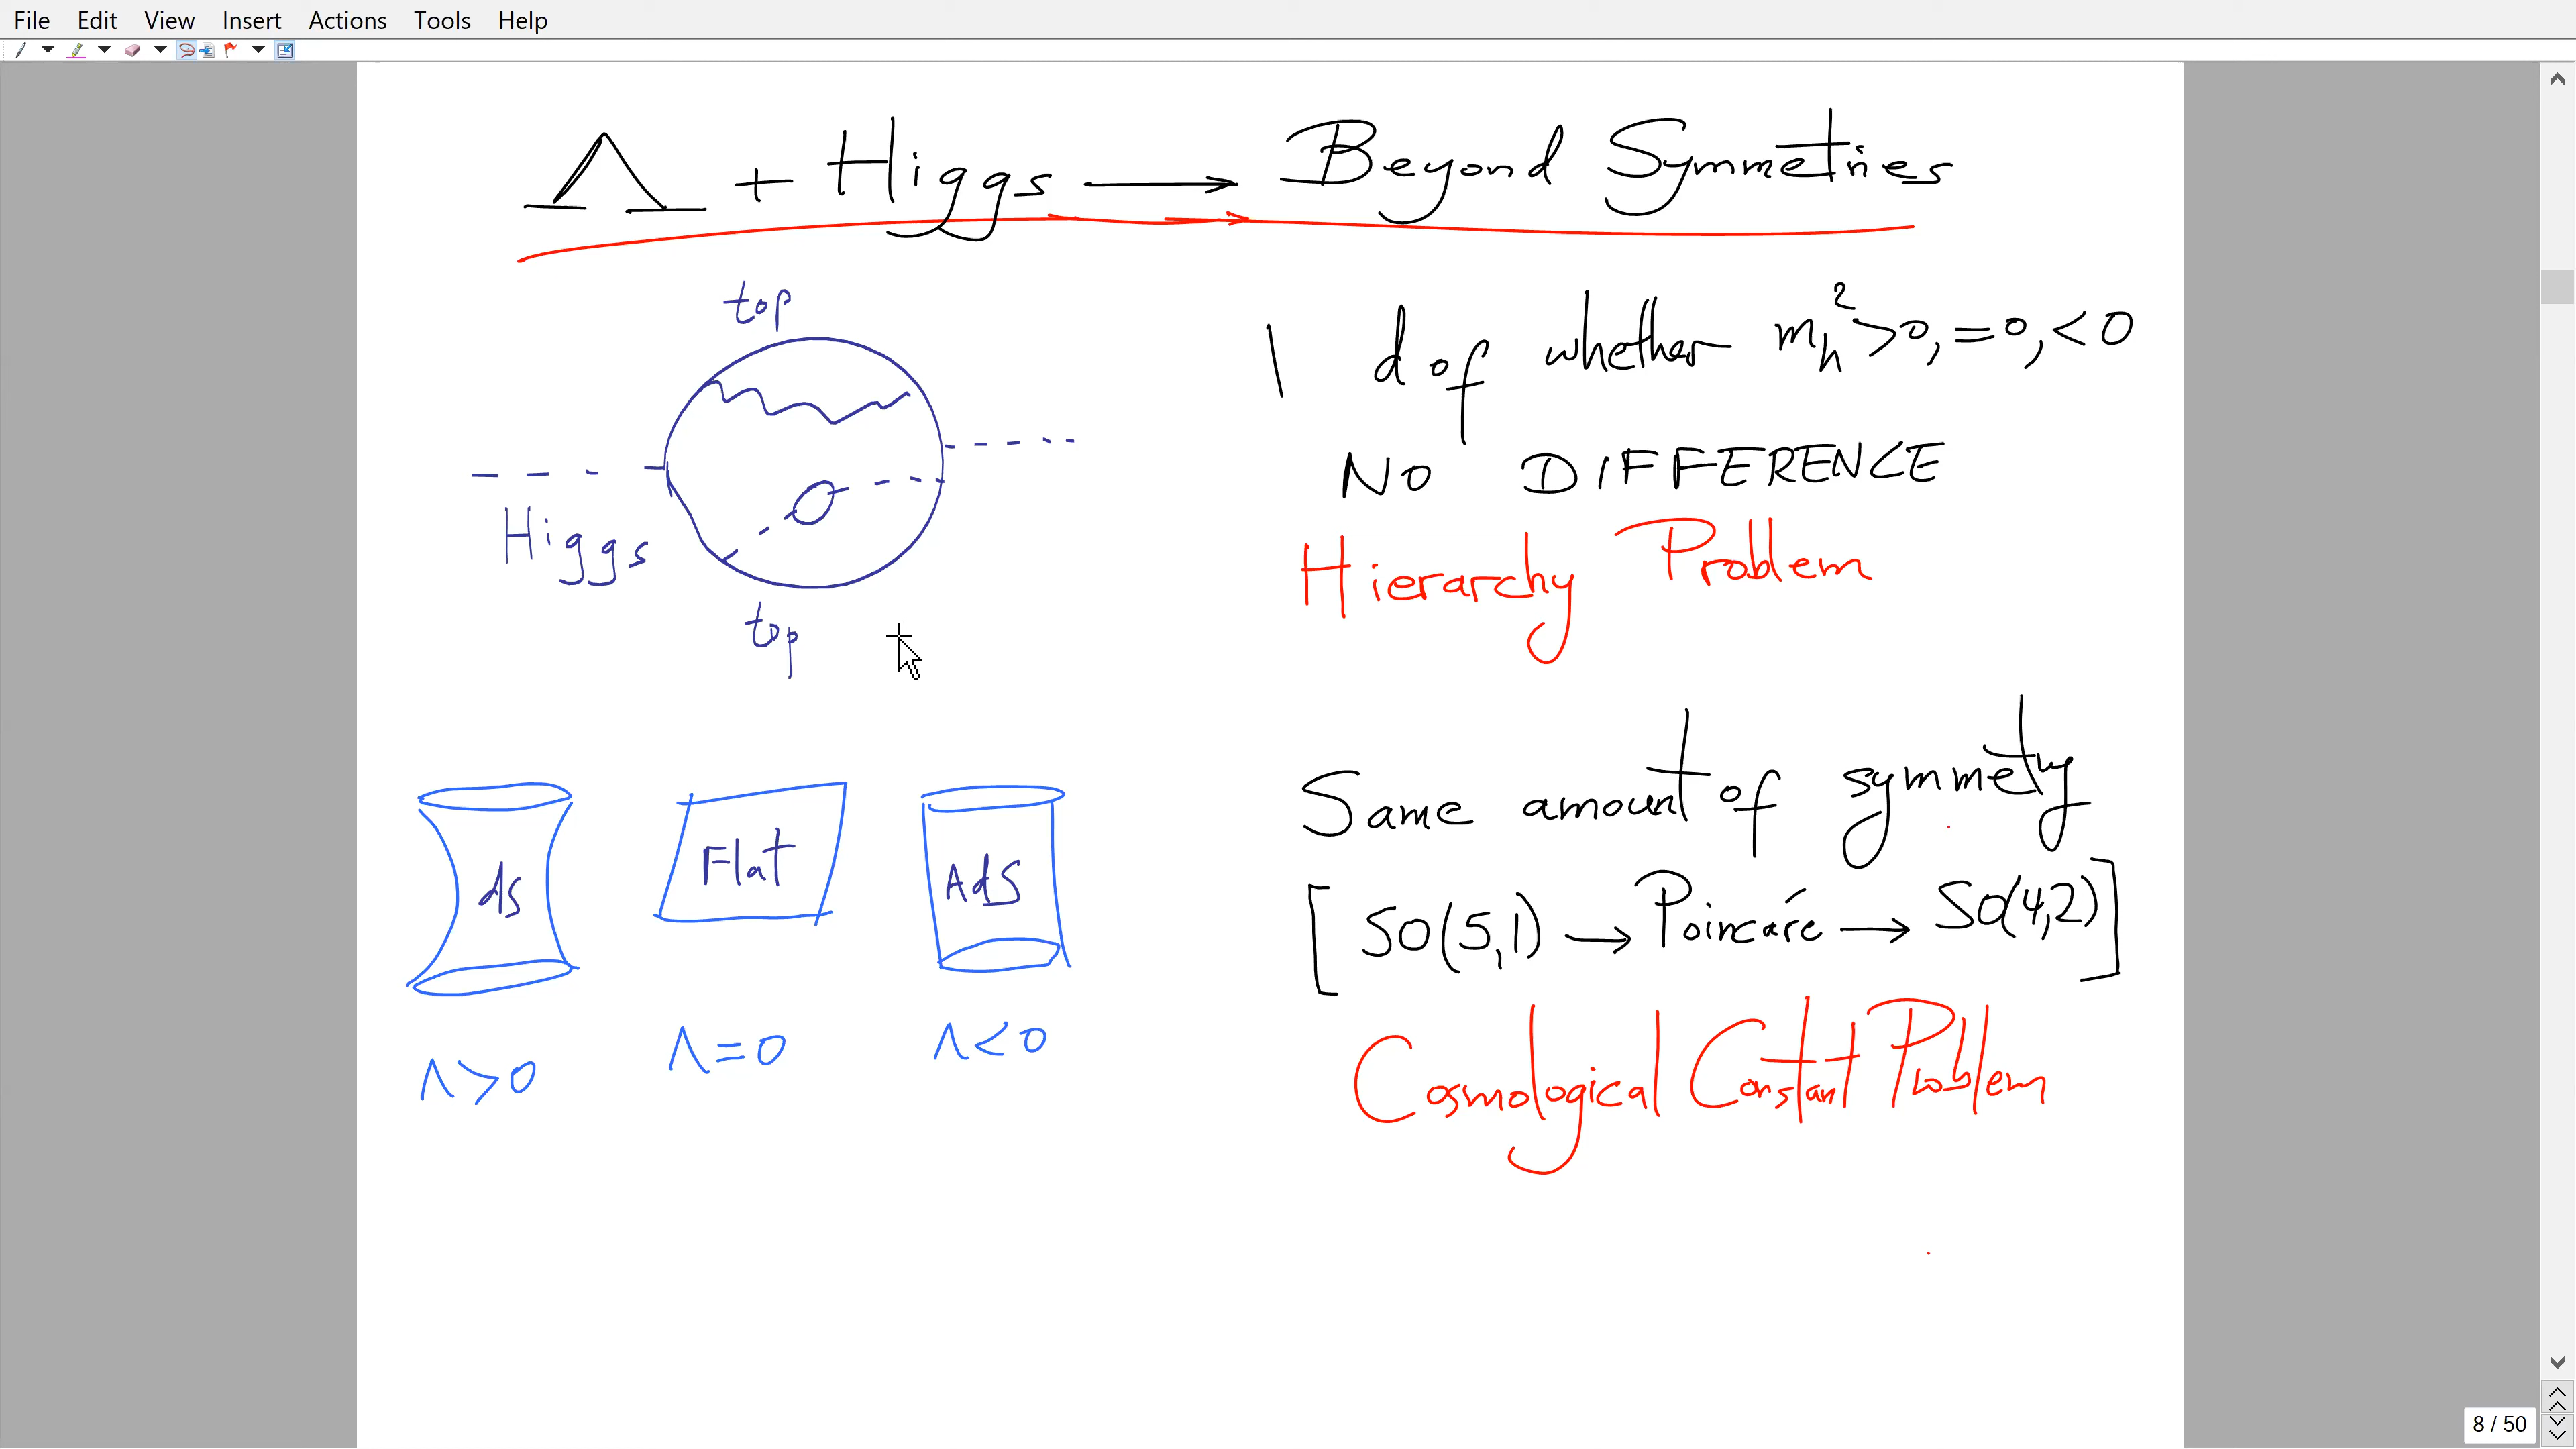 File Edit View Insert Actions Tools Help
Λ + Higgs → Beyond Symmetries
top
Higgs
top
1 dof whether m_h^2 >0, =0, <0
NO DIFFERENCE
Hierarchy Problem
dS
Flat
AdS
Λ>0
Λ=0
Λ<0
Same amount of symmetry
[SO(5,1) → Poincaré → SO(4,2)]
Cosmological Constant Problem
8 / 50